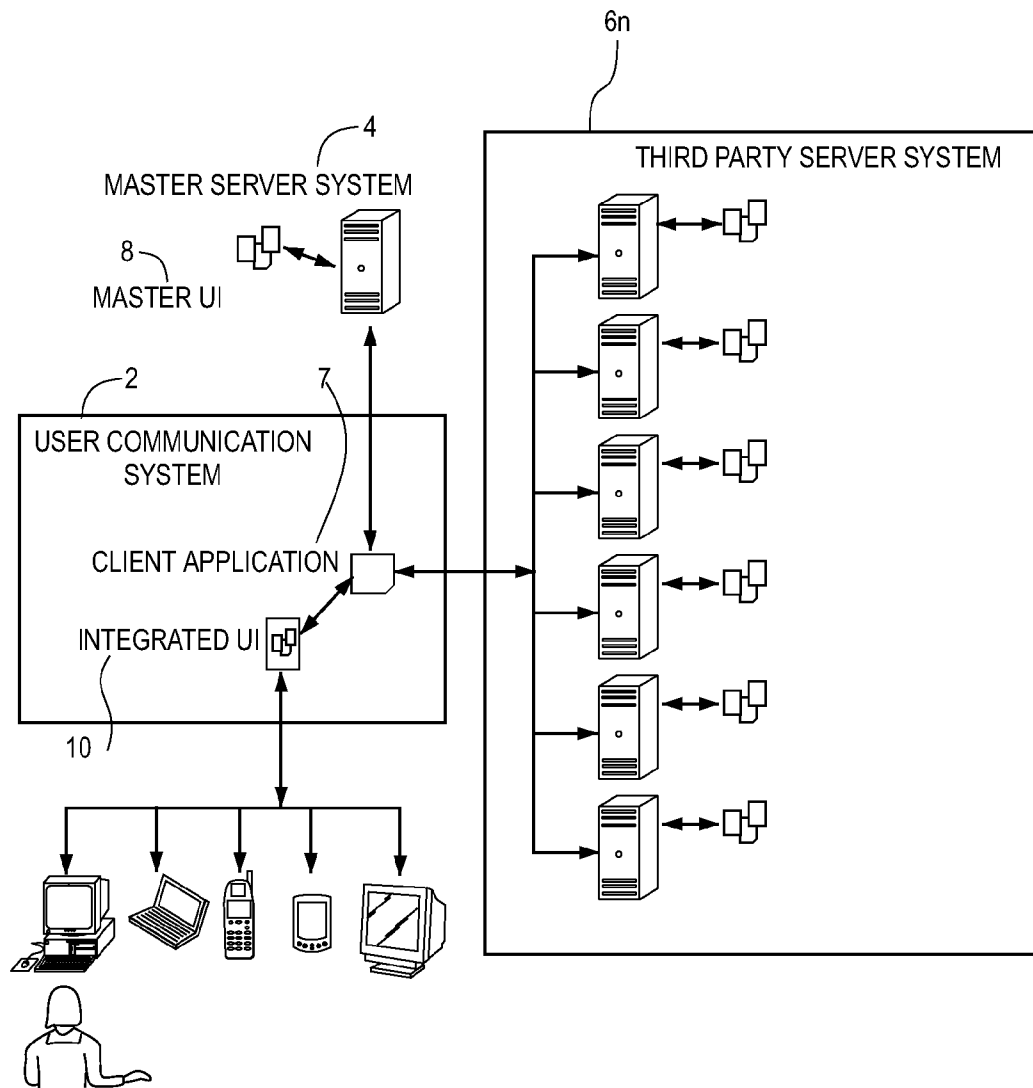 6n
4
THIRD PARTY SERVER SYSTEM
MASTER SERVER SYSTEM
8
MASTER UI
2
7
USER COMMUNICATION
SYSTEM
CLIENT APPLICATION
INTEGRATED UI
10